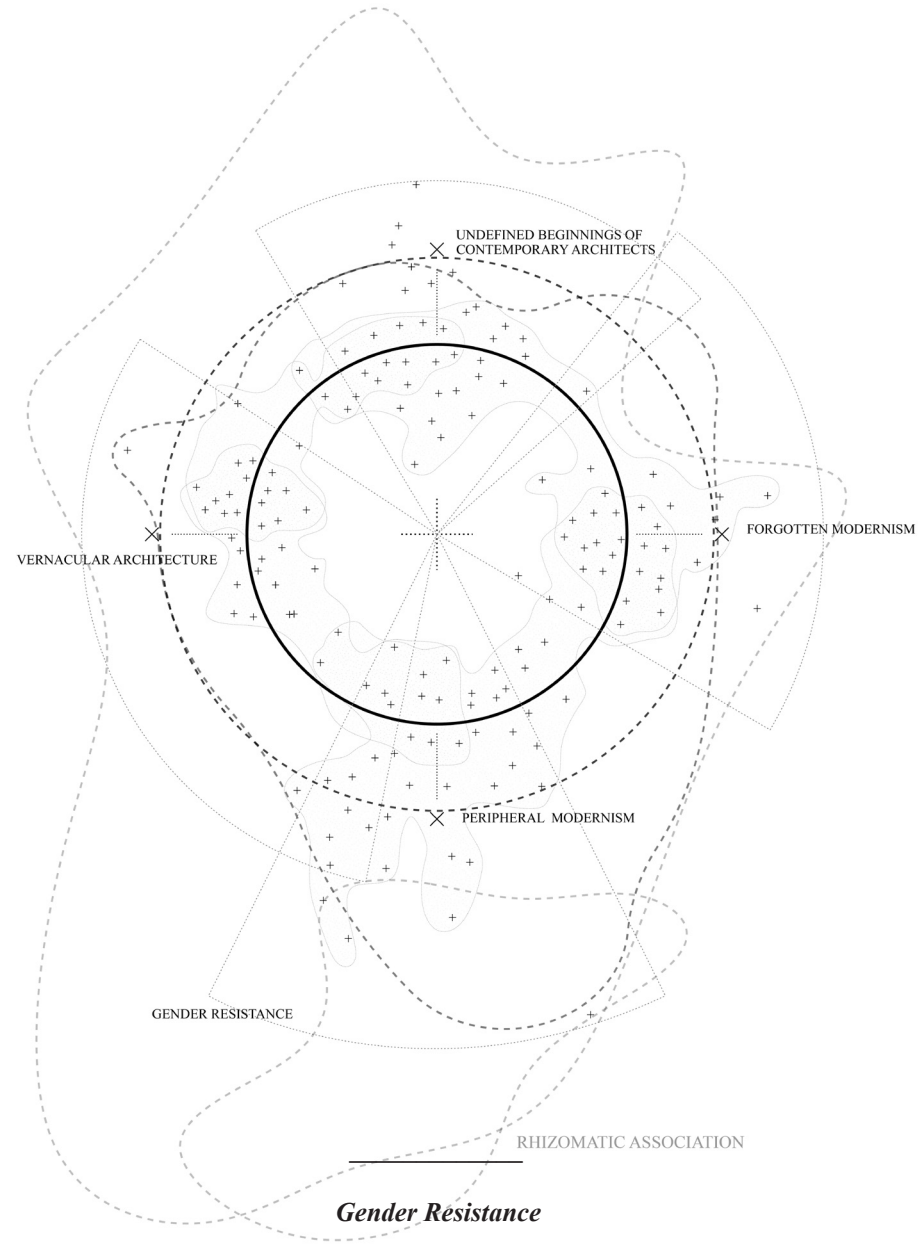 UNDEFINED BEGINNINGS OF
CONTEMPORARY ARCHITECTS
FORGOTTEN MODERNISM
VERNACULAR ARCHITECTURE
PERIPHERAL MODERNISM
GENDER RESISTANCE
RHIZOMATIC ASSOCIATION
Gender Resistance